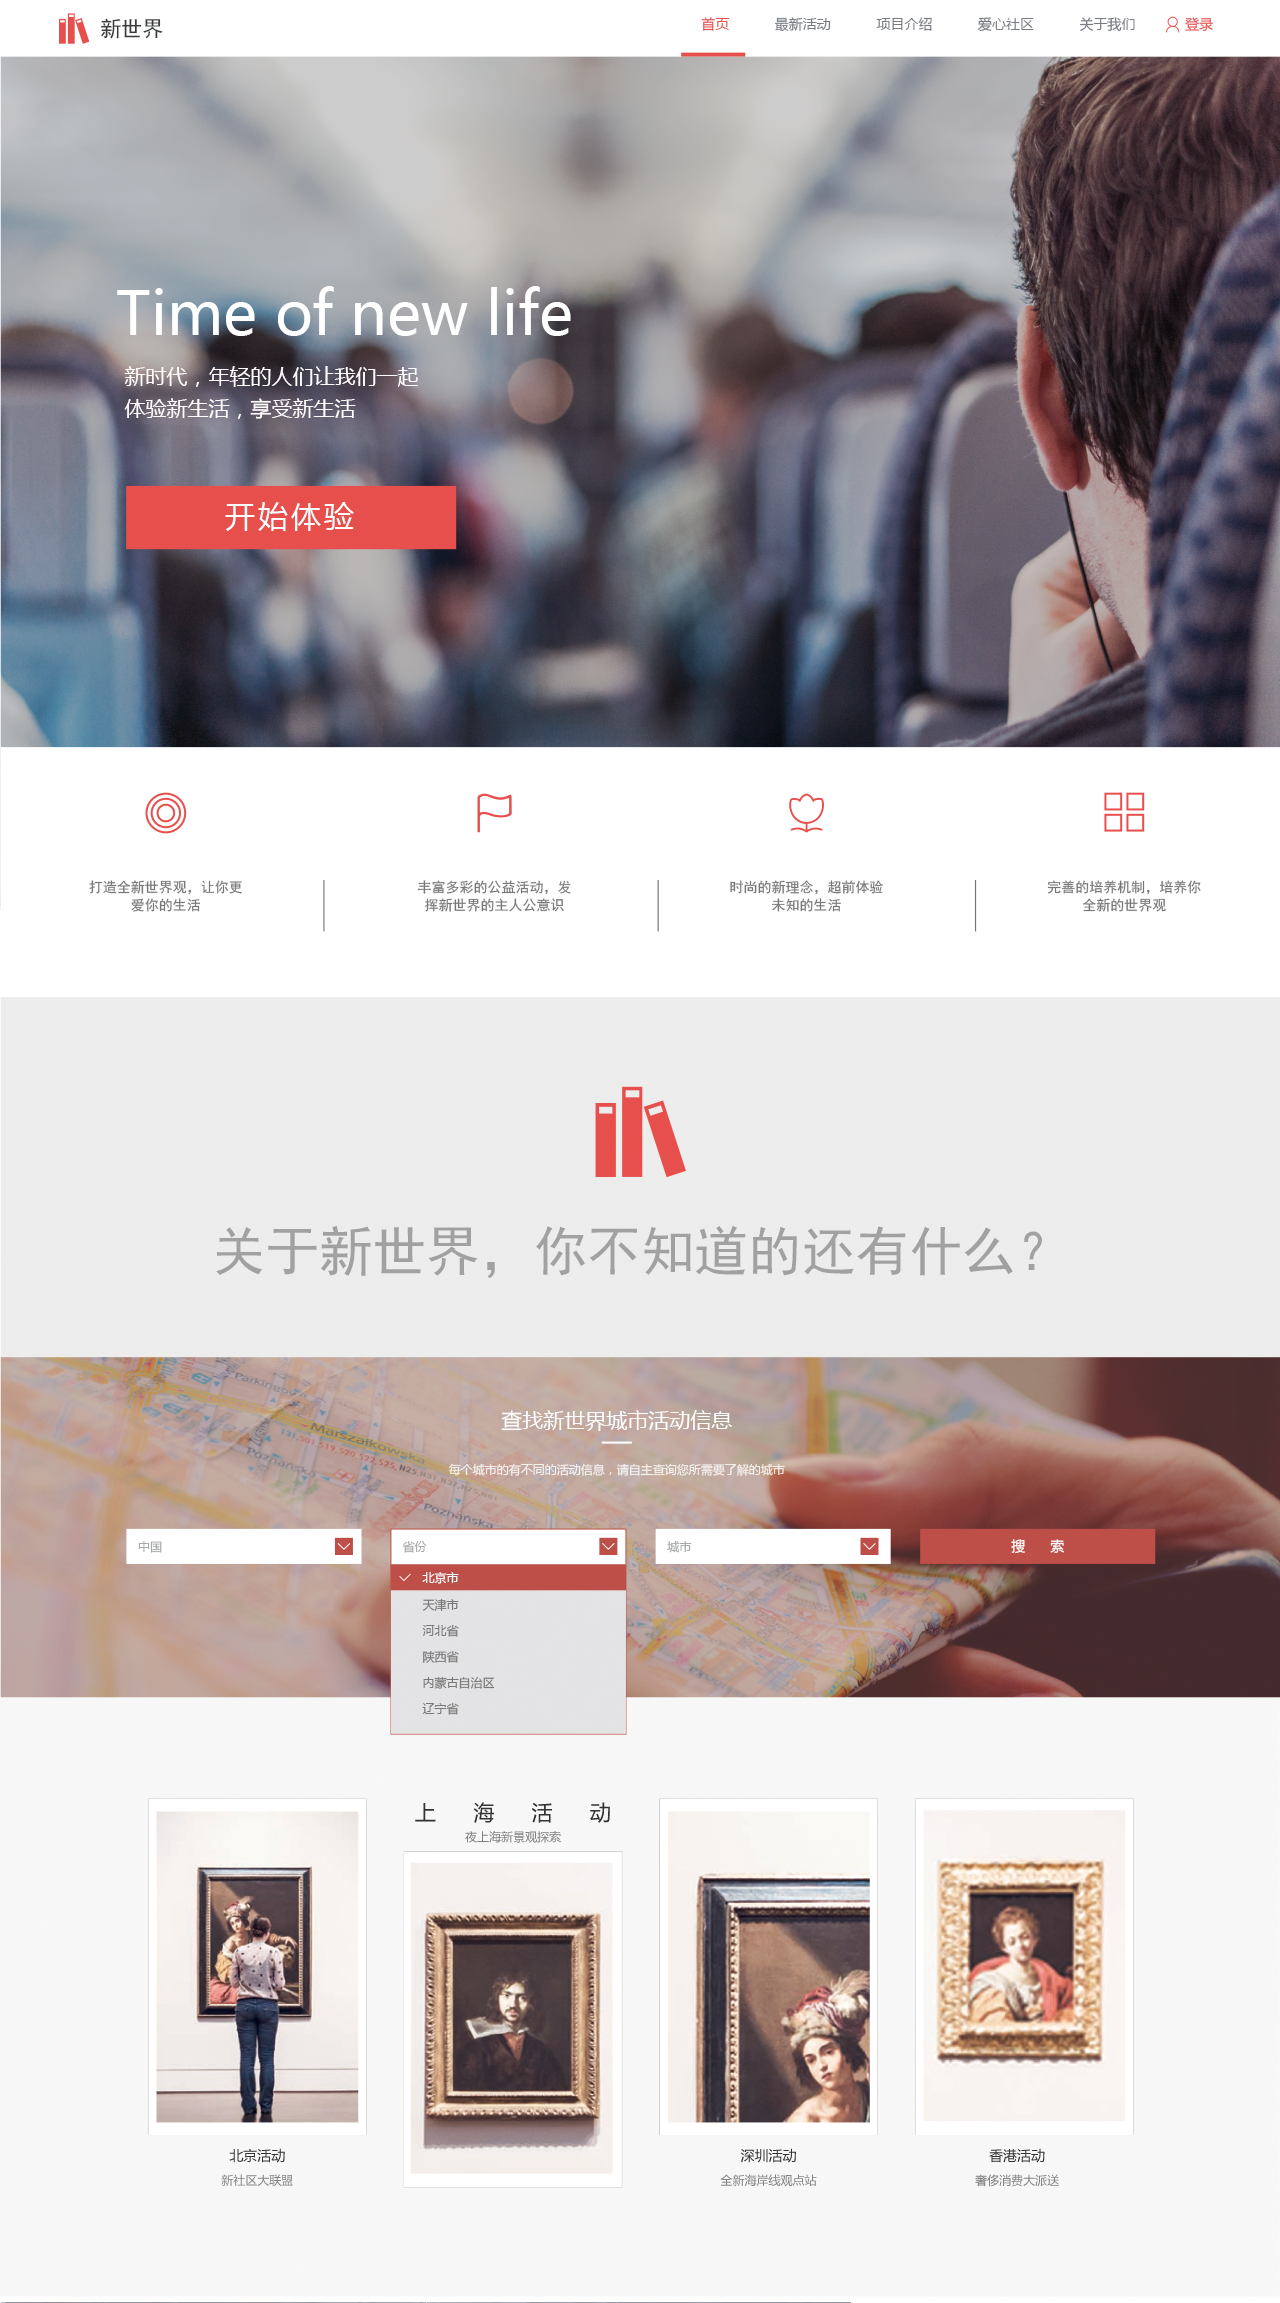 新世界
首页
最新活动
项目介绍
爱心社区
关于我们
登录
Time of new life
新时代，年轻的人们让我们一起
体验新生活，享受新生活
开始体验
打造全新世界观，让你更
爱你的生活
丰富多彩的公益活动，发
挥新世界的主人公意识
时尚的新理念，超前体验
未知的生活
完善的培养机制，培养你
全新的世界观
关于新世界，你不知道的还有什么？
Parkingowa
Marszałkowska
Poznańska
Poznańska
查找新世界城市活动信息
每个城市的有不同的活动信息，请自主查询您所需要了解的城市
中国
省份
城市
搜 索
北京市
天津市
河北省
陕西省
内蒙古自治区
辽宁省
上 海 活 动
夜上海新景观探索
北京活动
新社区大联盟
深圳活动
全新海岸线观点站
香港活动
奢侈消费大派送